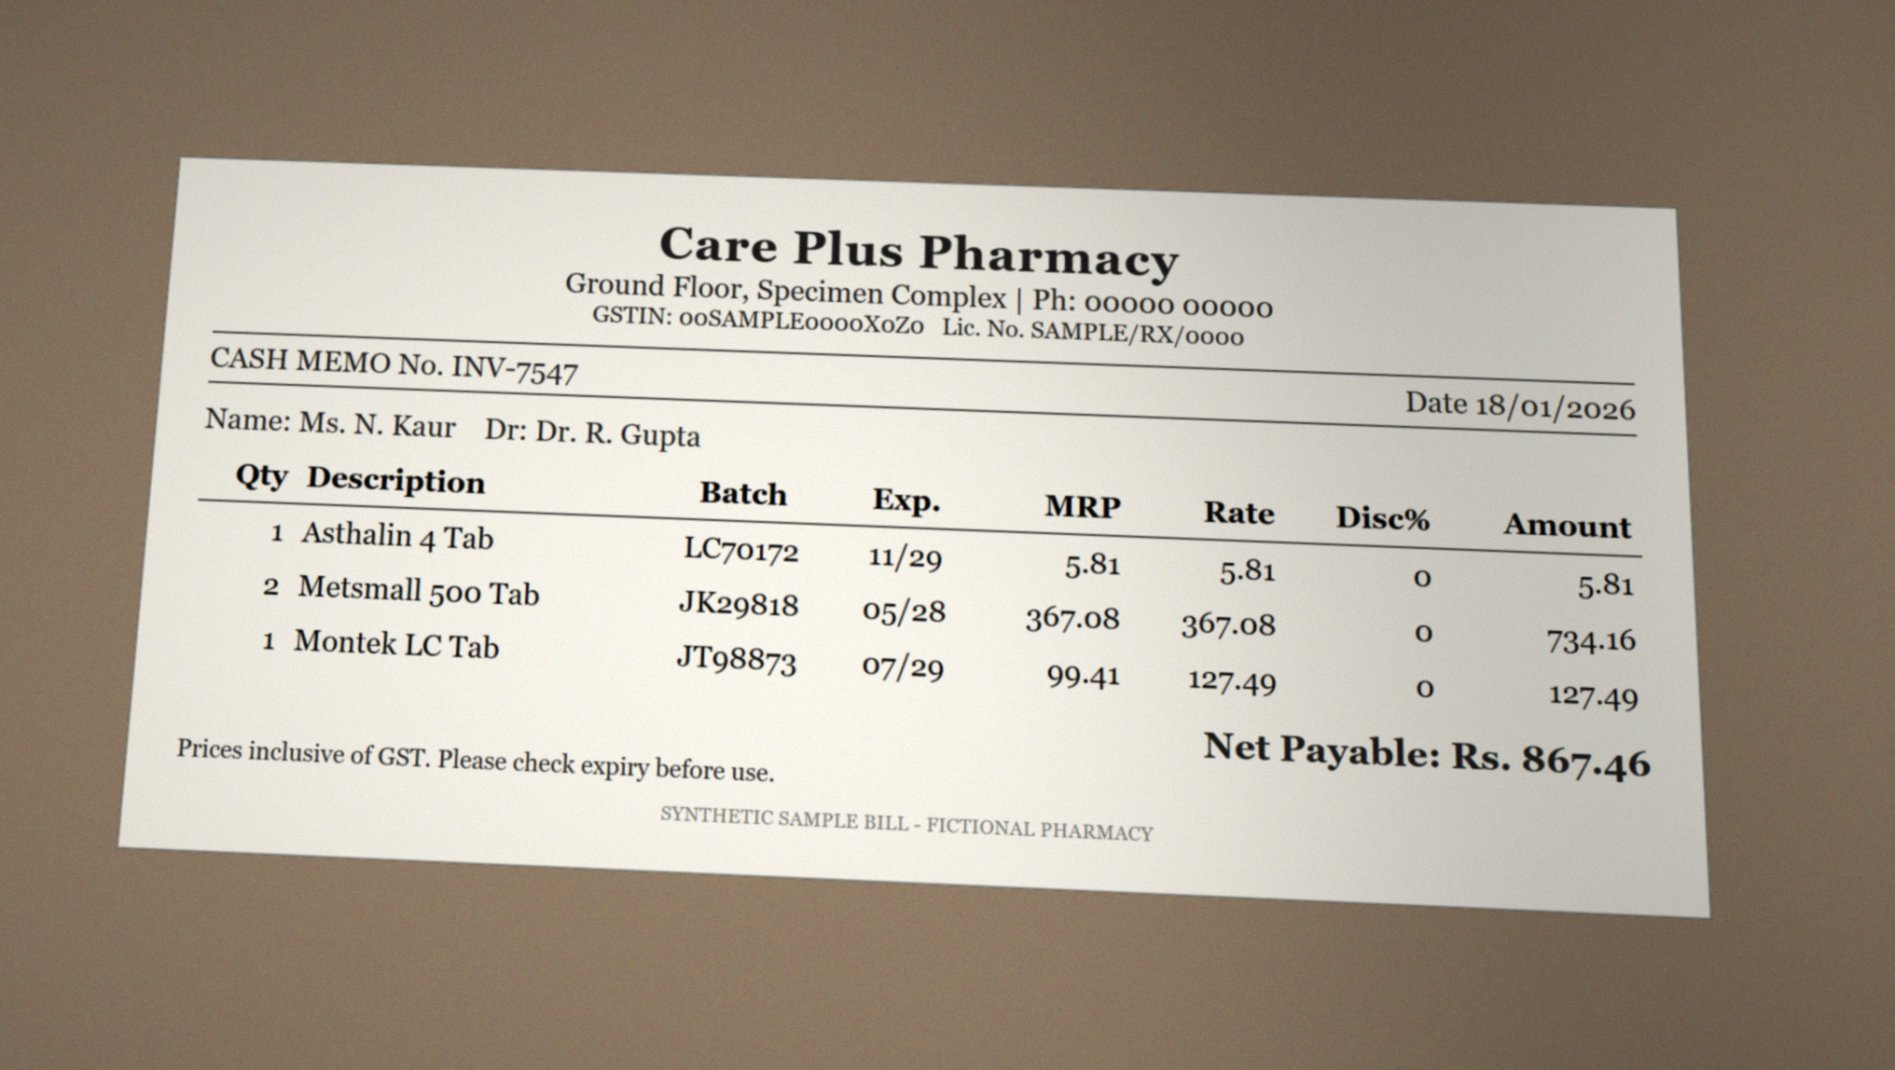 Care Plus Pharmacy
Ground Floor, Specimen Complex | Ph: 00000 00000
GSTIN: 00SAMPLE0000X0Z0 Lic. No. SAMPLE/RX/0000
CASH MEMO No. INV-7547 Date 18/01/2026
Name: Ms. N. Kaur Dr: Dr. R. Gupta
Qty Description Batch Exp. MRP Rate Disc% Amount
1 Asthalin 4 Tab LC70172 11/29 5.81 5.81 0 5.81
2 Metsmall 500 Tab JK29818 05/28 367.08 367.08 0 734.16
1 Montek LC Tab JT98873 07/29 99.41 127.49 0 127.49
Net Payable: Rs. 867.46
Prices inclusive of GST. Please check expiry before use.
SYNTHETIC SAMPLE BILL - FICTIONAL PHARMACY